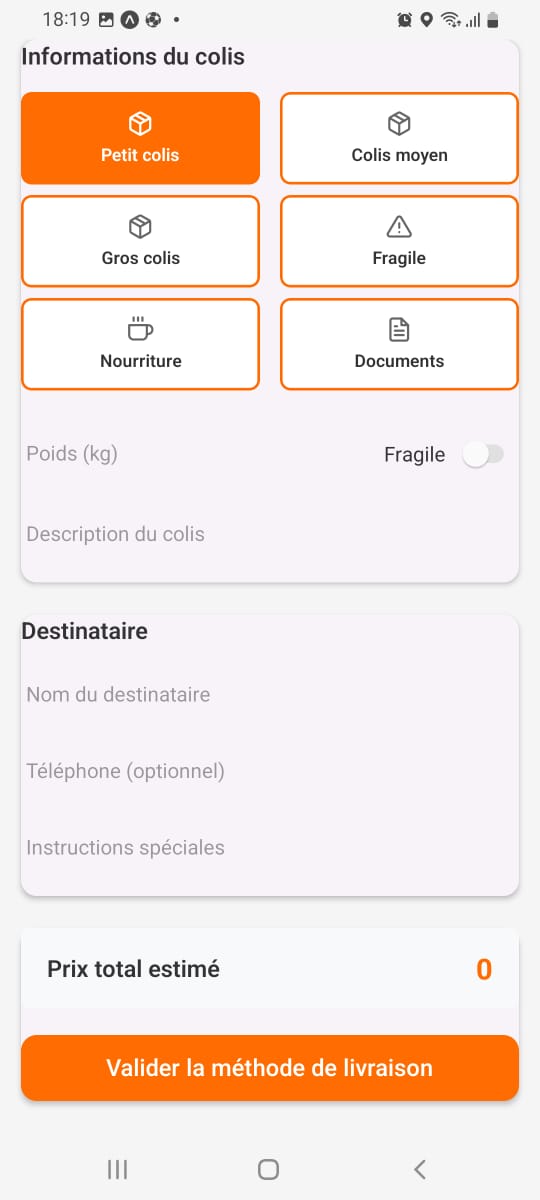 18:19
Informations du colis
Petit colis
Colis moyen
Gros colis
Fragile
Nourriture
Documents
Poids (kg)
Fragile
Description du colis
Destinataire
Nom du destinataire
Téléphone (optionnel)
Instructions spéciales
Prix total estimé
0
Valider la méthode de livraison